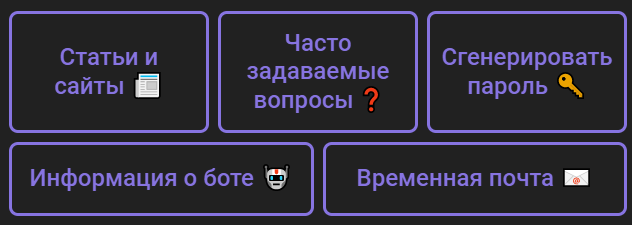 Статьи и
сайты 📰
Часто
задаваемые
вопросы ❓
Сгенерировать
пароль 🔑
Информация о боте 🤖
Временная почта 📧